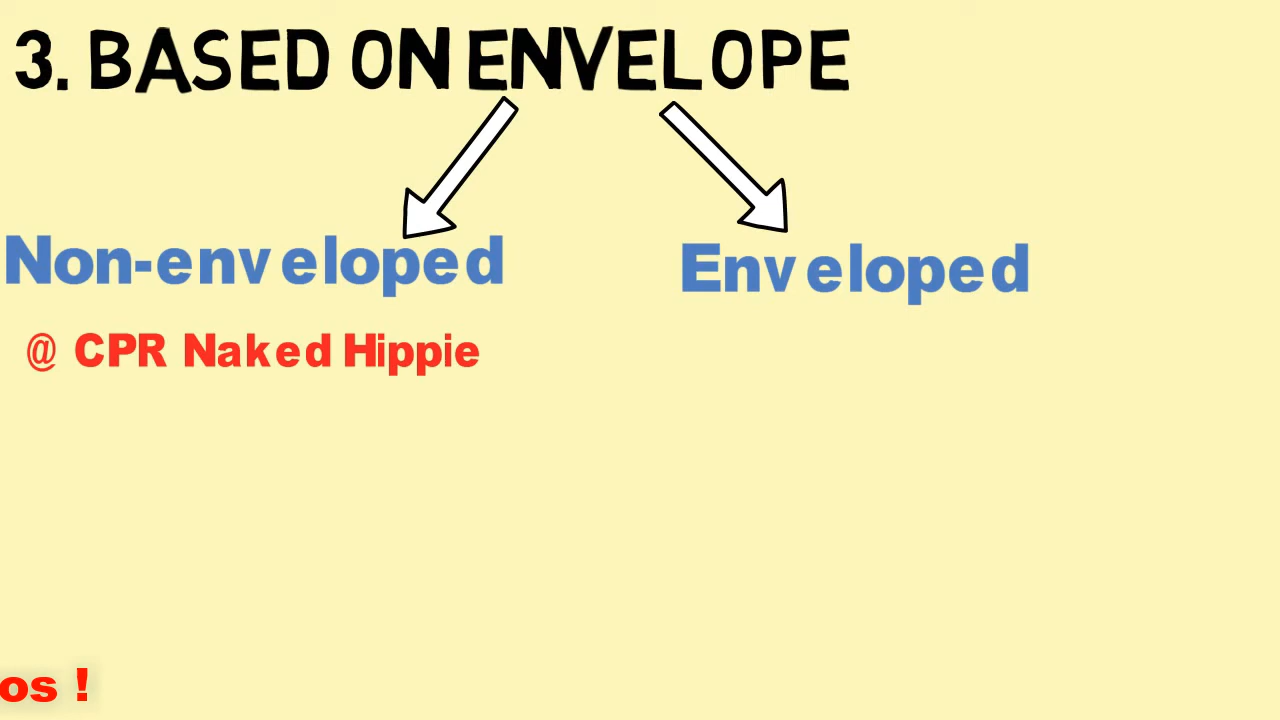 3. BASED ON ENVELOPE
Non-enveloped
Enveloped
@ CPR Naked Hippie
os !